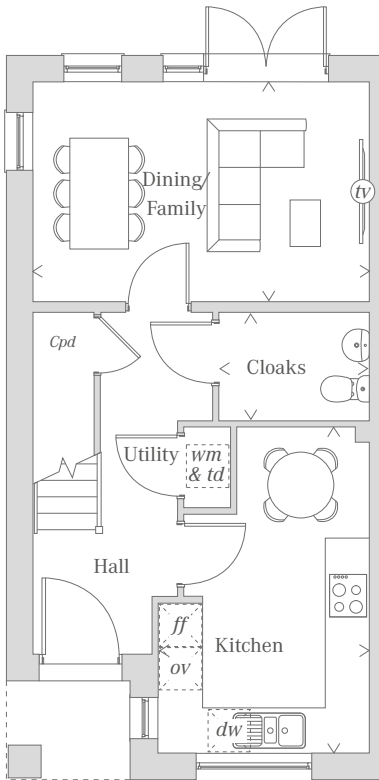 Dining/
Family
tv
Cpd
Cloaks
Utility
wm
& td
Hall
ff
Kitchen
ov
dw